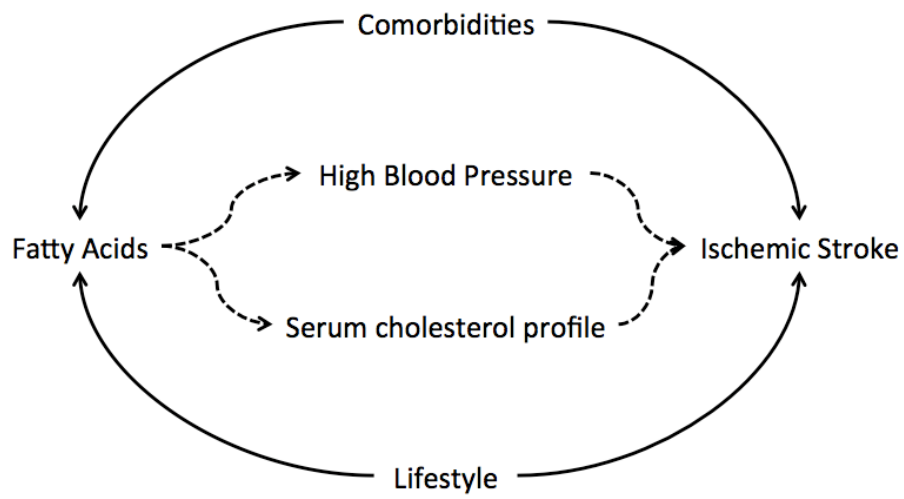 Comorbidities
High Blood Pressure
Fatty Acids
Ischemic Stroke
Serum cholesterol profile
Lifestyle